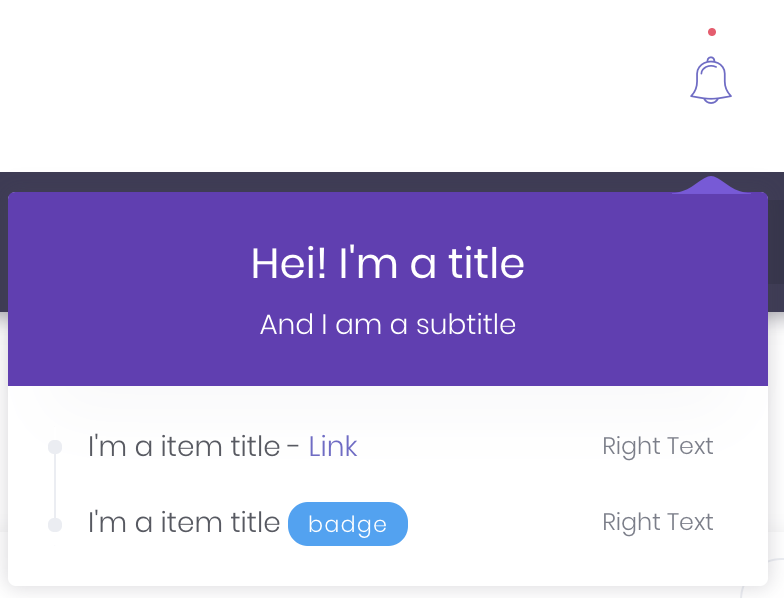 Hei! I'm a title
And I am a subtitle
I'm a item title - Link Right Text
I'm a item title badge Right Text